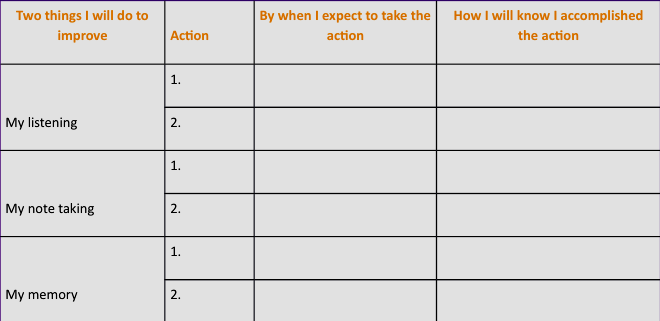 Two things I will do to
improve
Action
By when I expect to take the
action
How I will know I accomplished
the action
My listening
1.
2.
My note taking
1.
2.
My memory
1.
2.